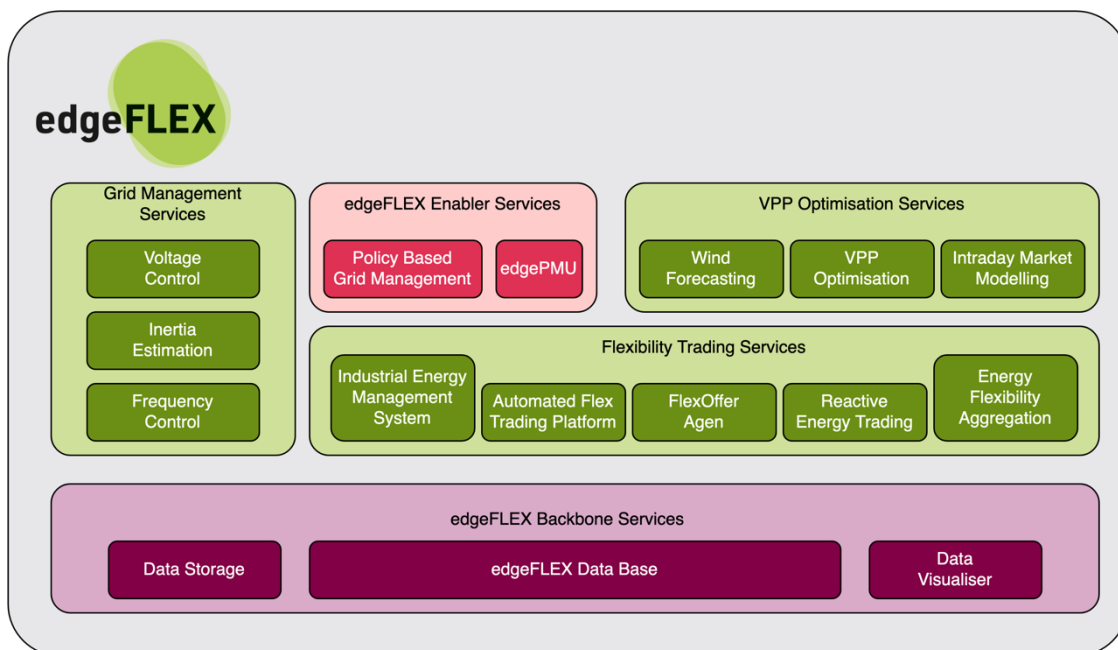 edgeFLEX
Grid Management
Services
Voltage
Control
Inertia
Estimation
Frequency
Control
edgeFLEX Enabler Services
Policy Based
Grid Management
edgePMU
VPP Optimisation Services
Wind
Forecasting
VPP
Optimisation
Intraday Market
Modelling
Flexibility Trading Services
Industrial Energy
Management
System
Automated Flex
Trading Platform
FlexOffer
Agen
Reactive
Energy Trading
Energy
Flexibility
Aggregation
edgeFLEX Backbone Services
Data Storage
edgeFLEX Data Base
Data
Visualiser